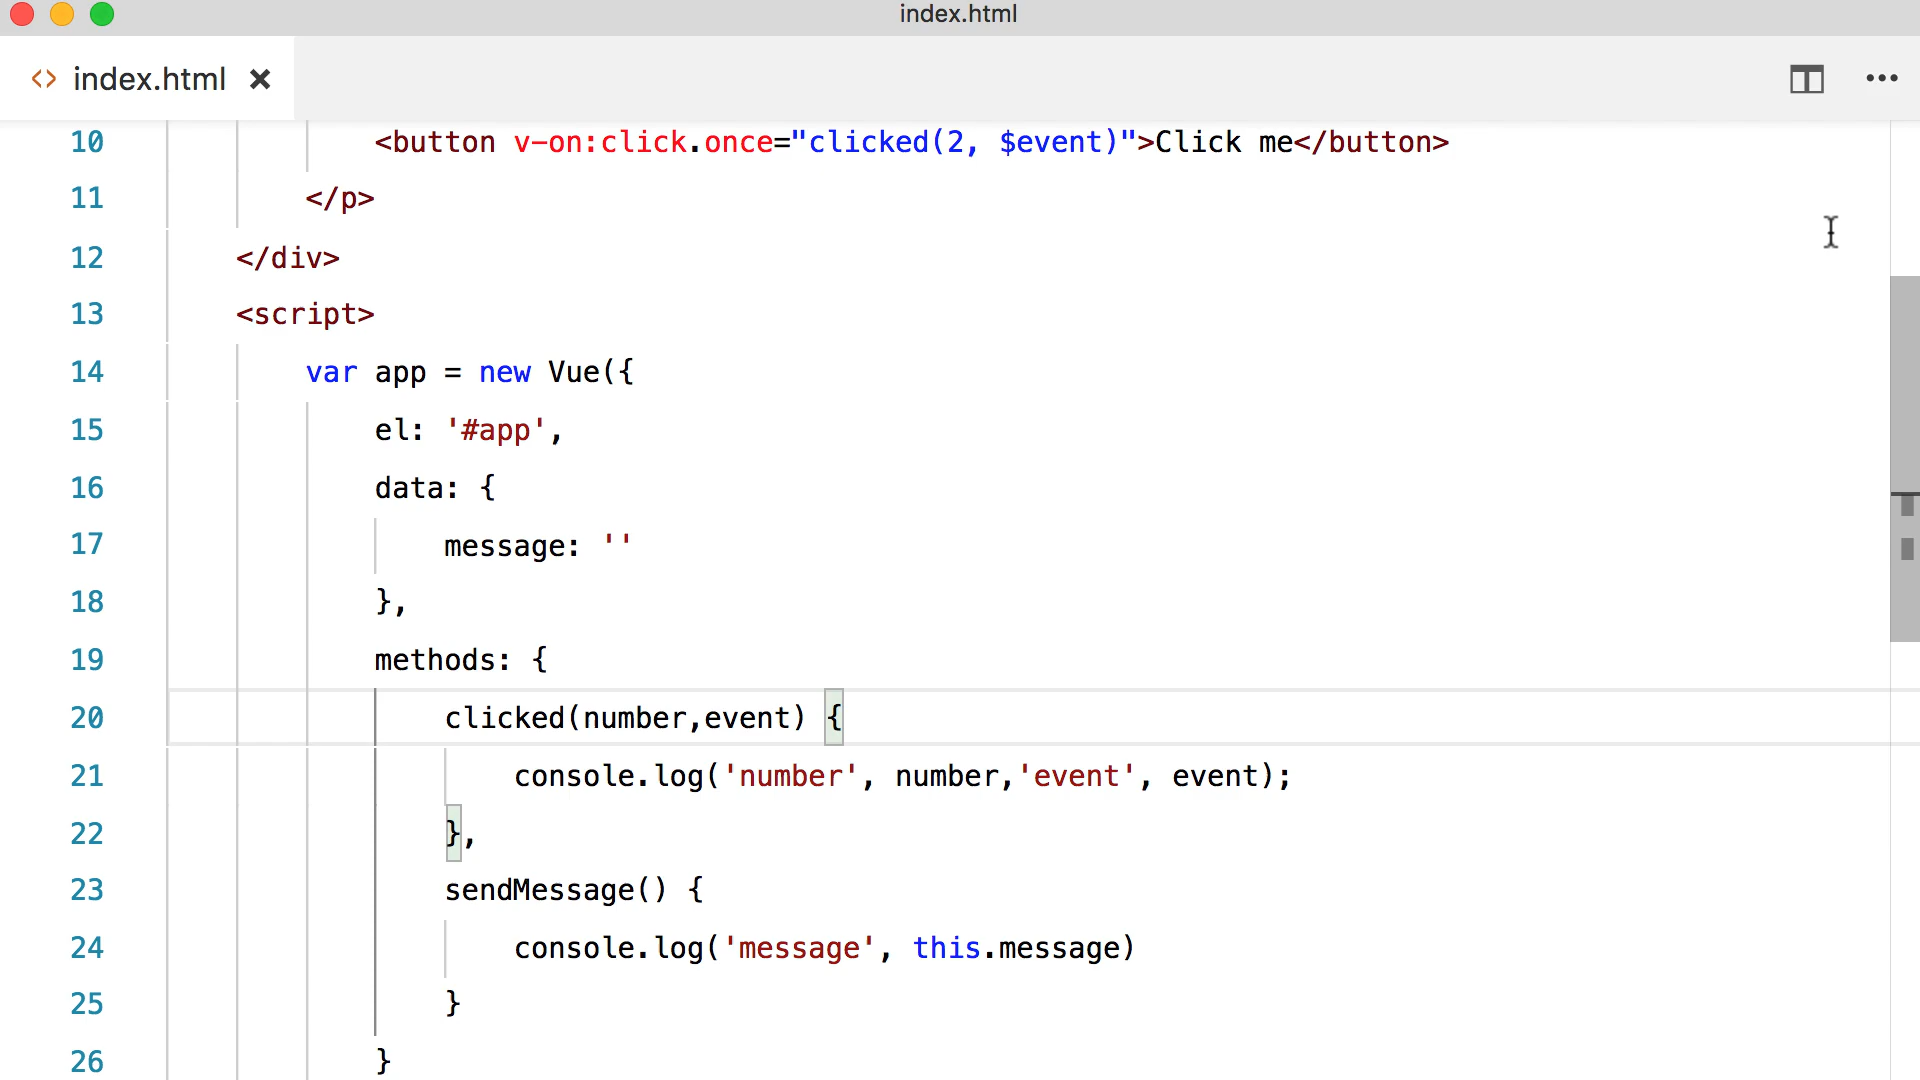 index.html
<> index.html ×
10 <button v-on:click.once="clicked(2, $event)">Click me</button>
11 </p>
12 </div>
13 <script>
14 var app = new Vue({
15 el: '#app',
16 data: {
17 message: ''
18 },
19 methods: {
20 clicked(number,event) {
21 console.log('number', number,'event', event);
22 },
23 sendMessage() {
24 console.log('message', this.message)
25 }
26 }